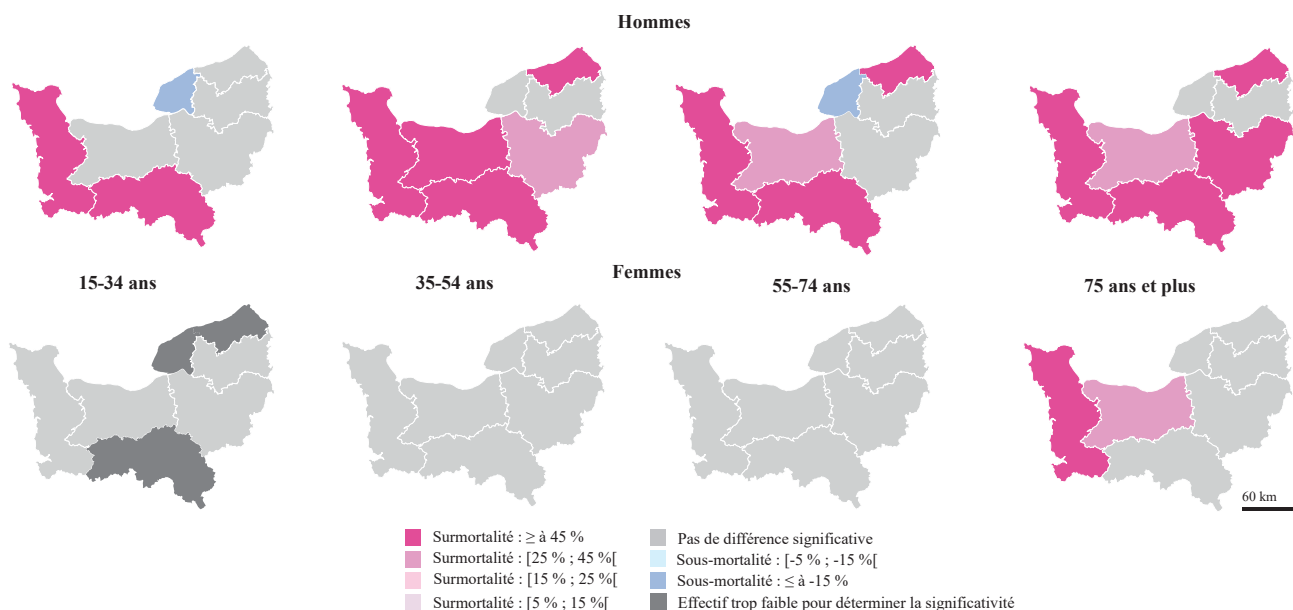 Hommes
15-34 ans
35-54 ans
Femmes
55-74 ans
75 ans et plus
60 km
Surmortalité : ≥ à 45 %
Surmortalité : [25 % ; 45 %[
Surmortalité : [15 % ; 25 %[
Surmortalité : [5 % ; 15 %[
Pas de différence significative
Sous-mortalité : [-5 % ; -15 %[
Sous-mortalité : ≤ à -15 %
Effectif trop faible pour déterminer la significativité